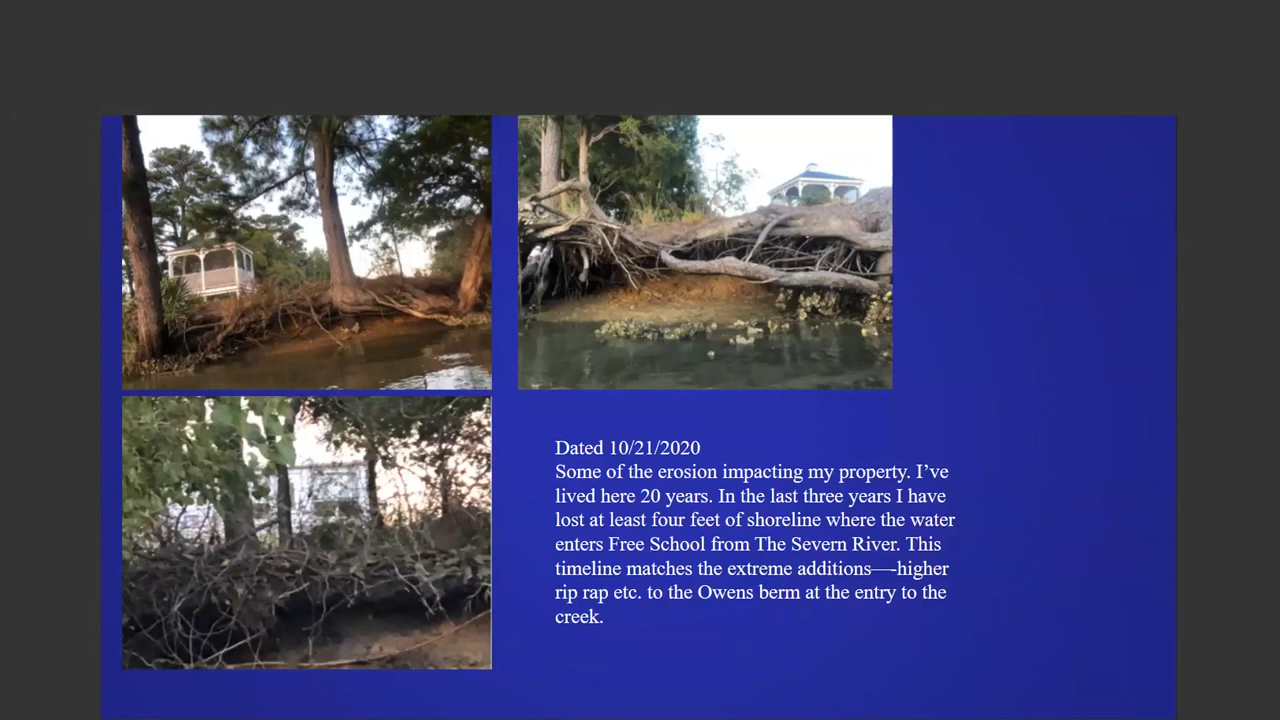 Dated 10/21/2020
Some of the erosion impacting my property. I’ve
lived here 20 years. In the last three years I have
lost at least four feet of shoreline where the water
enters Free School from The Severn River. This
timeline matches the extreme additions—-higher
rip rap etc. to the Owens berm at the entry to the
creek.